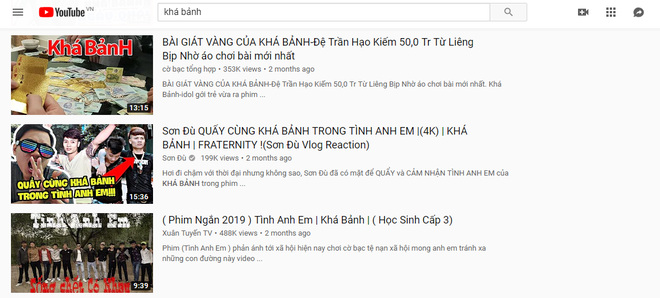 YouTube VN
khá bảnh
Khá BảnH
13:15
BÀI GIÁT VÀNG CỦA KHÁ BẢNH-Đệ Trần Hạo Kiếm 50,0 Tr Từ Liêng
Bịp Nhờ áo chơi bài mới nhất
cờ bạc tổng hợp • 353K views • 2 months ago
BÀI GIÁT VÀNG CỦA KHÁ BẢNH-Đệ Trần Hạo Kiếm 50,0 Tr Từ Liêng Bịp Nhờ áo chơi bài mới nhất. Khá
Bảnh-idol gới trẻ vừa ra phim ...
QUẨY CÙNG KHÁ BẢNH
TRONG TÌNH ANH EM!!!
15:36
Sơn Dù QUẨY CÙNG KHÁ BẢNH TRONG TÌNH ANH EM |(4K) | KHÁ
BẢNH | FRATERNITY !(Sơn Dù Vlog Reaction)
Sơn Dù 199K views • 2 months ago
Hơi đi chậm với thời đại nhưng không sao, Sơn Dù đã có mặt để QUẨY và CẢM NHẬN TÌNH ANH EM của
KHÁ BẢNH trong phim ...
9:39
( Phim Ngắn 2019 ) Tình Anh Em | Khá Bảnh | ( Học Sinh Cấp 3)
Xuân Tuyến TV • 488K views • 2 months ago
Phim (Tình Anh Em ) phản ánh tới xã hội hiện nay chơi cờ bạc tệ nạn xã hội mong anh em tránh xa
những con đường này video ...